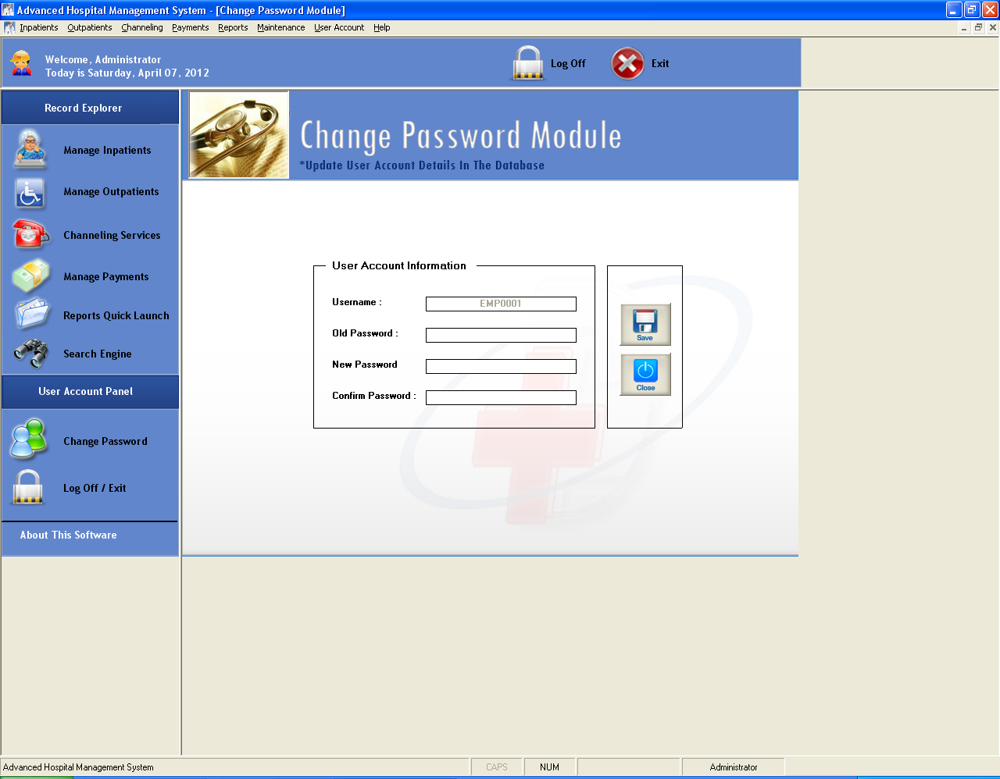 Advanced Hospital Management System - [Change Password Module]
Inpatients Outpatients Channeling Payments Reports Maintenance User Account Help
Welcome, Administrator
Today is Saturday, April 07, 2012
Log Off
Exit
Record Explorer
Manage Inpatients
Manage Outpatients
Channeling Services
Manage Payments
Reports Quick Launch
Search Engine
User Account Panel
Change Password
Log Off / Exit
About This Software
Change Password Module
*Update User Account Details In The Database
User Account Information
Username : EMP0001
Old Password :
New Password
Confirm Password :
Save
Close
Advanced Hospital Management System CAPS NUM Administrator